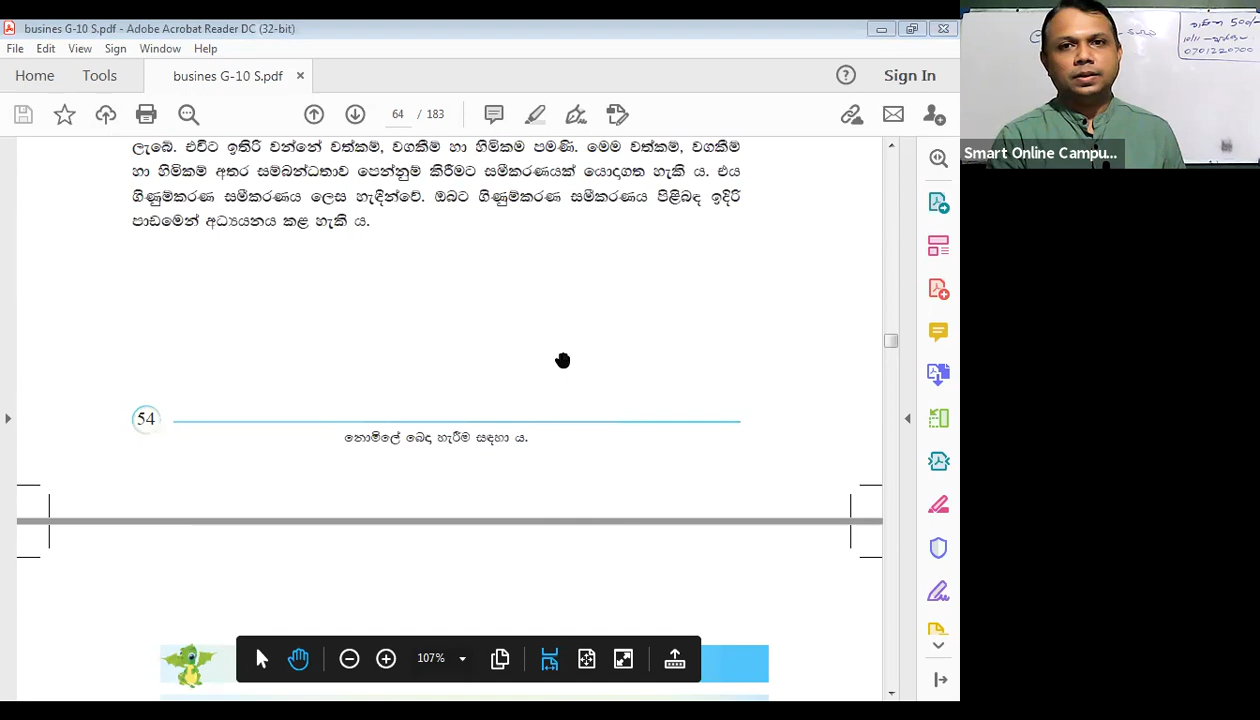 busines G-10 S.pdf - Adobe Acrobat Reader DC (32-bit)
File Edit View Sign Window Help
Home Tools busines G-10 S.pdf × Sign In
64 / 183
ලැබේ. එවිට ඉතිරි වන්නේ වත්කම්, වගකීම් හා හිමිකම පමණි. මෙම වත්කම්, වගකීම්
හා හිමිකම් අතර සම්බන්ධතාව පෙන්නුම් කිරීමට සමීකරණයක් යොදාගත හැකි ය. එය
ගිණුම්කරණ සමීකරණය ලෙස හැඳින්වේ. ඔබට ගිණුම්කරණ සමීකරණය පිළිබඳ ඉදිරි
පාඩමෙන් අධ්‍යයනය කළ හැකි ය.
54
නොමිලේ බෙදා හැරීම සඳහා ය.
107%
500/-
0701220700
Smart Online Campu...